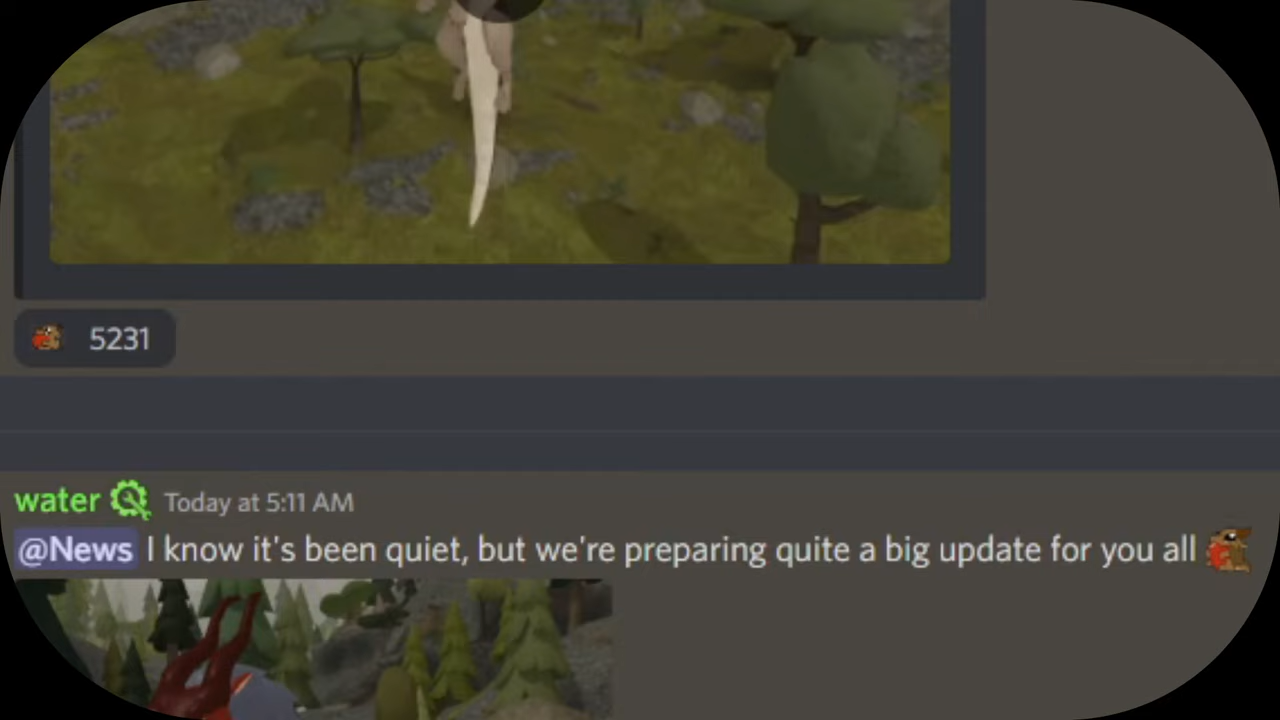 5231
water Today at 5:11 AM
@News I know it's been quiet, but we're preparing quite a big update for you all